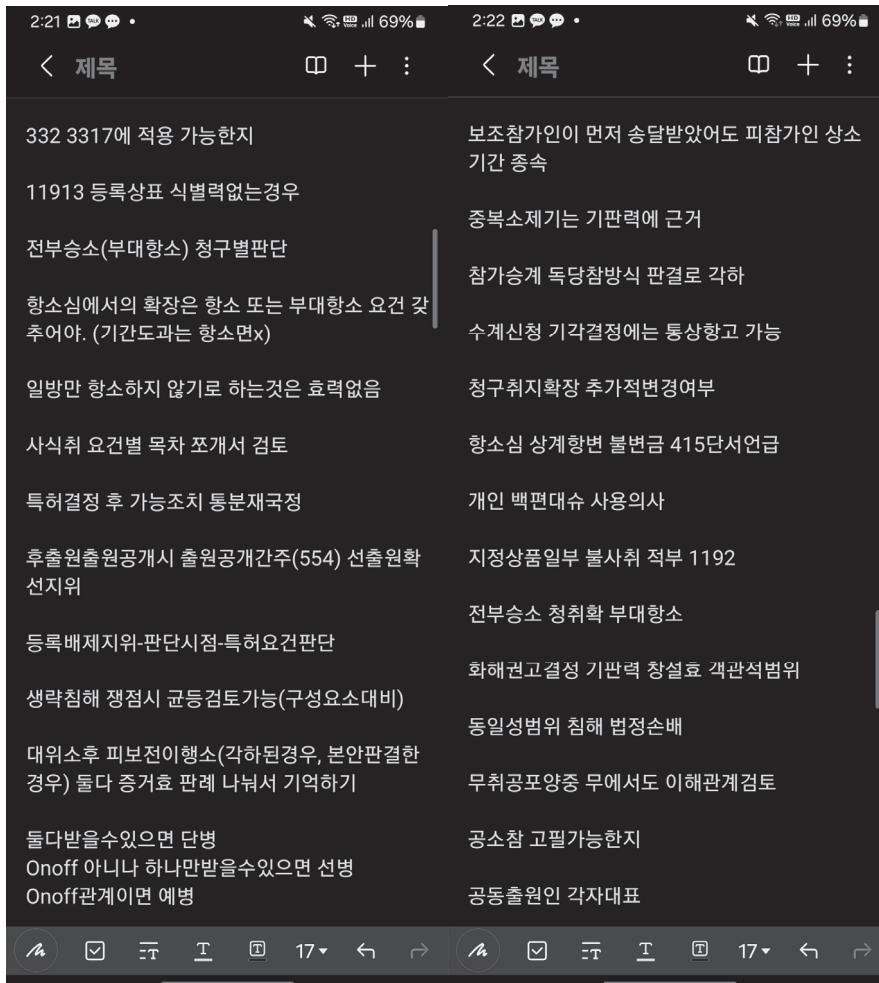 2:21
69%
제목
332 3317에 적용 가능한지
11913 등록상표 식별력없는경우
전부승소(부대항소) 청구별판단
항소심에서의 확장은 항소 또는 부대항소 요건 갖
추어야. (기간도과는 항소면x)
일방만 항소하지 않기로 하는것은 효력없음
사식취 요건별 목차 쪼개서 검토
특허결정 후 가능조치 통분재국정
후출원출원공개시 출원공개간주(554) 선출원확
선지위
등록배제지위-판단시점-특허요건판단
생략침해 쟁점시 균등검토가능(구성요소대비)
대위소후 피보전이행소(각하된경우, 본안판결한
경우) 둘다 증거효 판례 나눠서 기억하기
둘다받을수있으면 단병
Onoff 아니나 하나만받을수있으면 선병
Onoff관계이면 예병
17
2:22
69%
제목
보조참가인이 먼저 송달받았어도 피참가인 상소
기간 종속
중복소제기는 기판력에 근거
참가승계 독당참방식 판결로 각하
수계신청 기각결정에는 통상항고 가능
청구취지확장 추가적변경여부
항소심 상계항변 불변금 415단서언급
개인 백편대슈 사용의사
지정상품일부 불사취 적부 1192
전부승소 청취확 부대항소
화해권고결정 기판력 창설효 객관적범위
동일성범위 침해 법정손배
무취공포양중 무에서도 이해관계검토
공소참 고필가능한지
공동출원인 각자대표
17